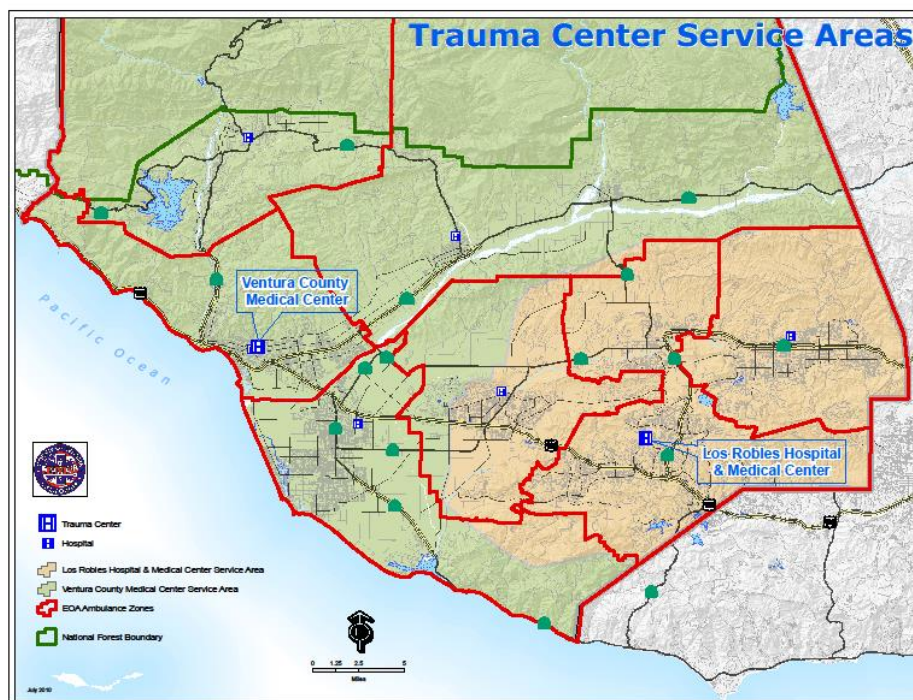 Trauma Center Service Areas
Ventura County
Medical Center
Pacific Ocean
Los Robles Hospital
& Medical Center
Trauma Center
Hospital
Los Robles Hospital & Medical Center Service Area
Ventura County Medical Center Service Area
EOA Ambulance Zones
National Forest Boundary
0 1.25 2.5 5
Miles
July 2010